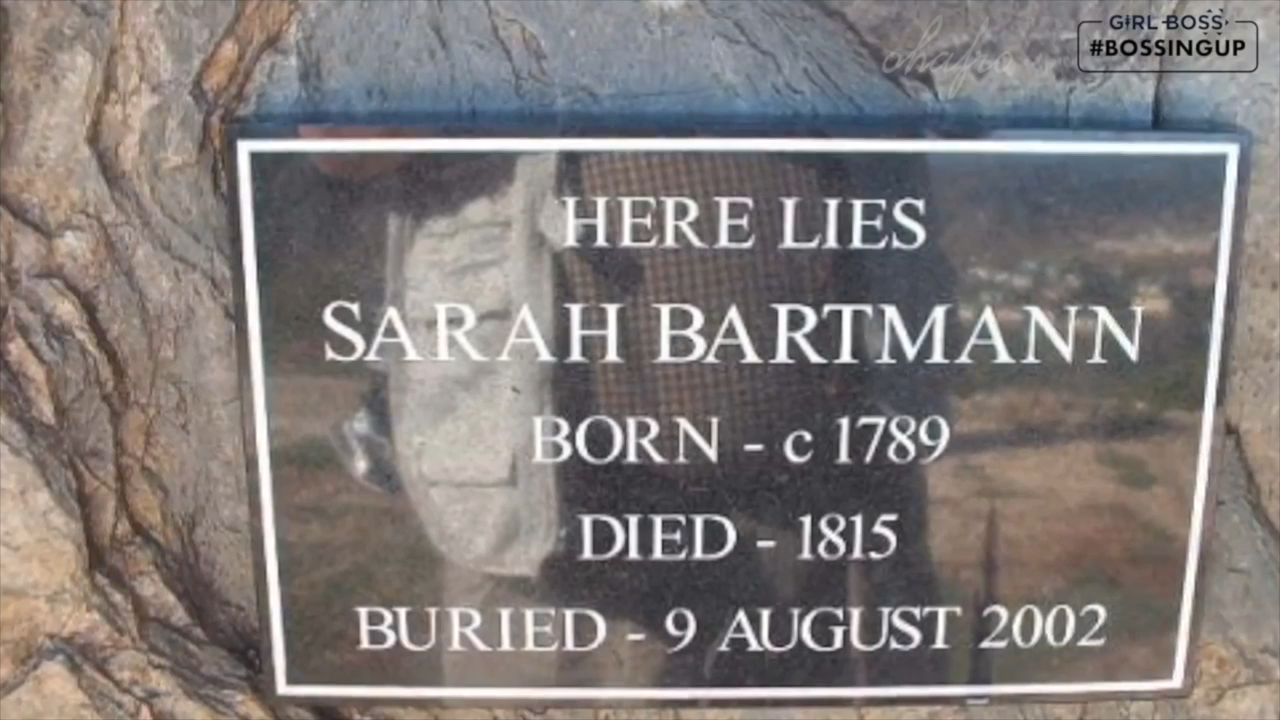 GIRL BOSS
#BOSSINGUP
HERE LIES
SARAH BARTMANN
BORN - c 1789
DIED - 1815
BURIED - 9 AUGUST 2002